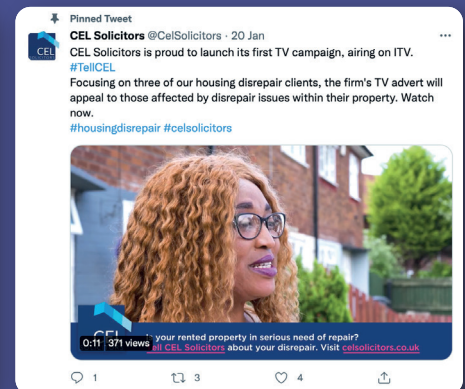 Pinned Tweet
CEL Solicitors @CelSolicitors · 20 Jan
CEL
CEL Solicitors is proud to launch its first TV campaign, airing on ITV.
#TellCEL
Focusing on three of our housing disrepair clients, the firm's TV advert will
appeal to those affected by disrepair issues within their property. Watch
now.
#housingdisrepair #celsolicitors
CEL
your rented property in serious need of repair?
CEL Solicitors about your disrepair. Visit celsolicitors.co.uk
0:11 371 views
1 3 4